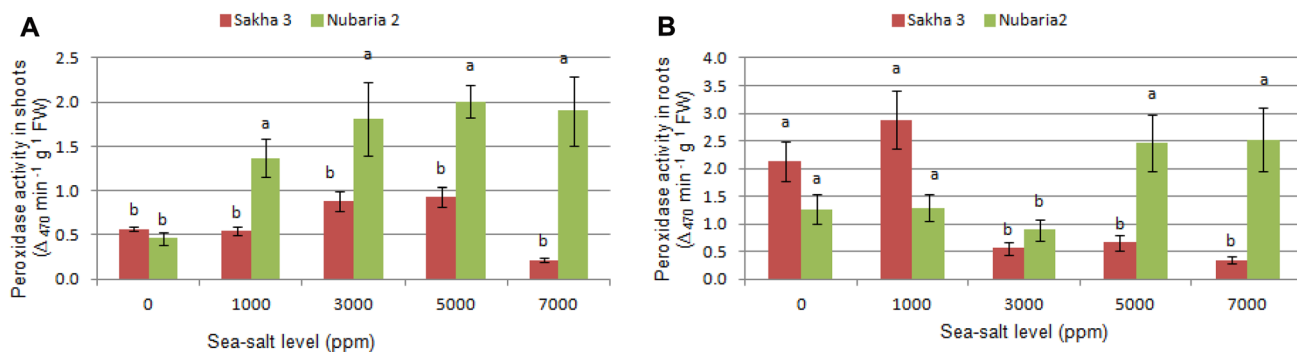 A
Sakha 3 Nubaria 2
Peroxidase activity in shoots
(Δ 470 min -1 g 1 FW)
2.5
2.0
1.5
1.0
0.5
0.0
b b b a b a b a b a
0 1000 3000 5000 7000
Sea-salt level (ppm)
B
Sakha 3 Nubaria2
Peroxidase activity in roots
(Δ 470 min -1 g 1 FW)
4.0
3.5
3.0
2.5
2.0
1.5
1.0
0.5
0.0
a a a a b b b a b a
0 1000 3000 5000 7000
Sea-salt level (ppm)